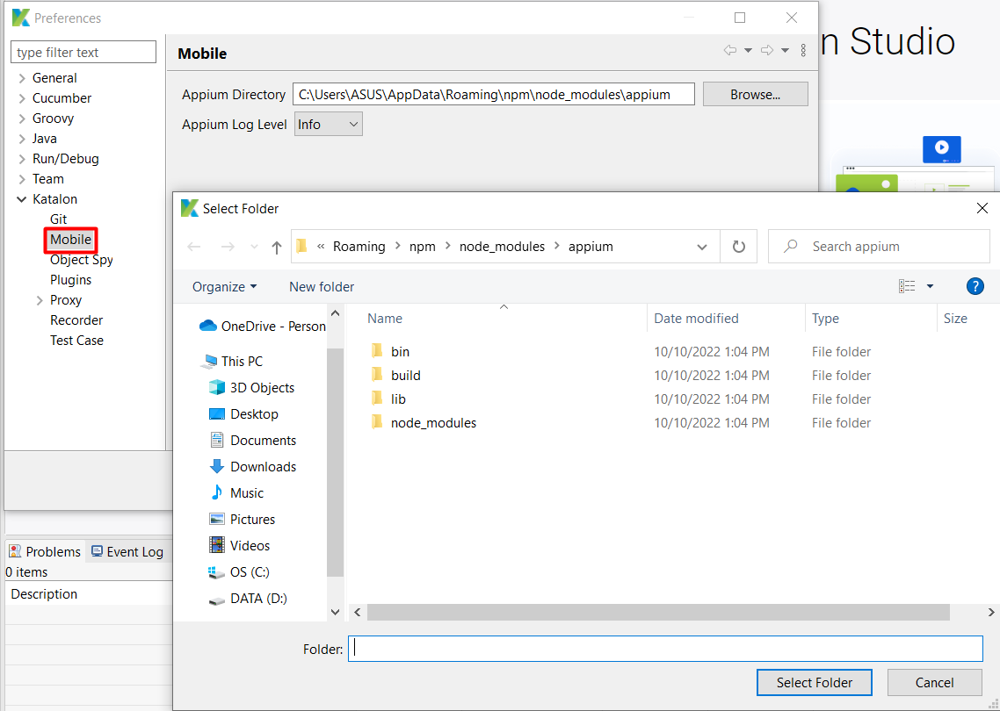 Preferences
type filter text
General
Cucumber
Groovy
Java
Run/Debug
Team
Katalon
Git
Mobile
Object Spy
Plugins
Proxy
Recorder
Test Case
Mobile
Appium Directory C:\Users\ASUS\AppData\Roaming\npm\node_modules\appium Browse...
Appium Log Level Info
n Studio
Select Folder
« Roaming > npm > node_modules > appium
Search appium
Organize New folder
?
OneDrive - Person
This PC
3D Objects
Desktop
Documents
Downloads
Music
Pictures
Videos
OS (C:)
DATA (D:)
Name Date modified Type Size
bin 10/10/2022 1:04 PM File folder
build 10/10/2022 1:04 PM File folder
lib 10/10/2022 1:04 PM File folder
node_modules 10/10/2022 1:04 PM File folder
Folder:
Select Folder Cancel
Problems Event Log
0 items
Description